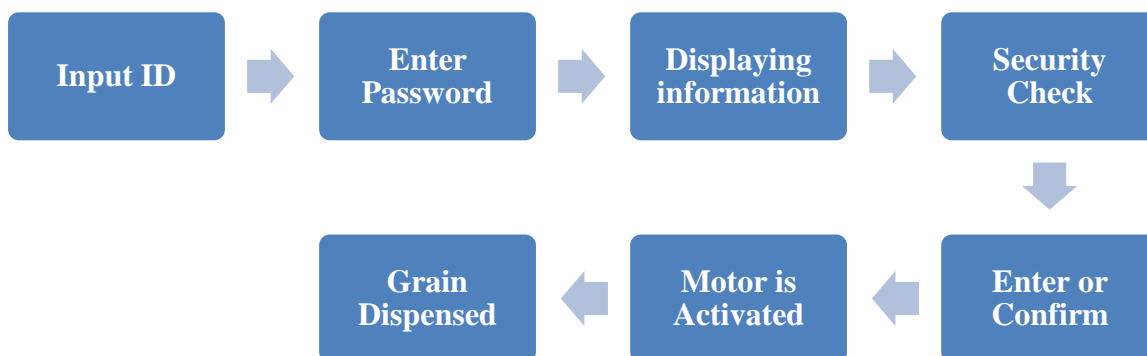 Input ID
Enter
Password
Displaying
information
Security
Check
Enter or
Confirm
Motor is
Activated
Grain
Dispensed